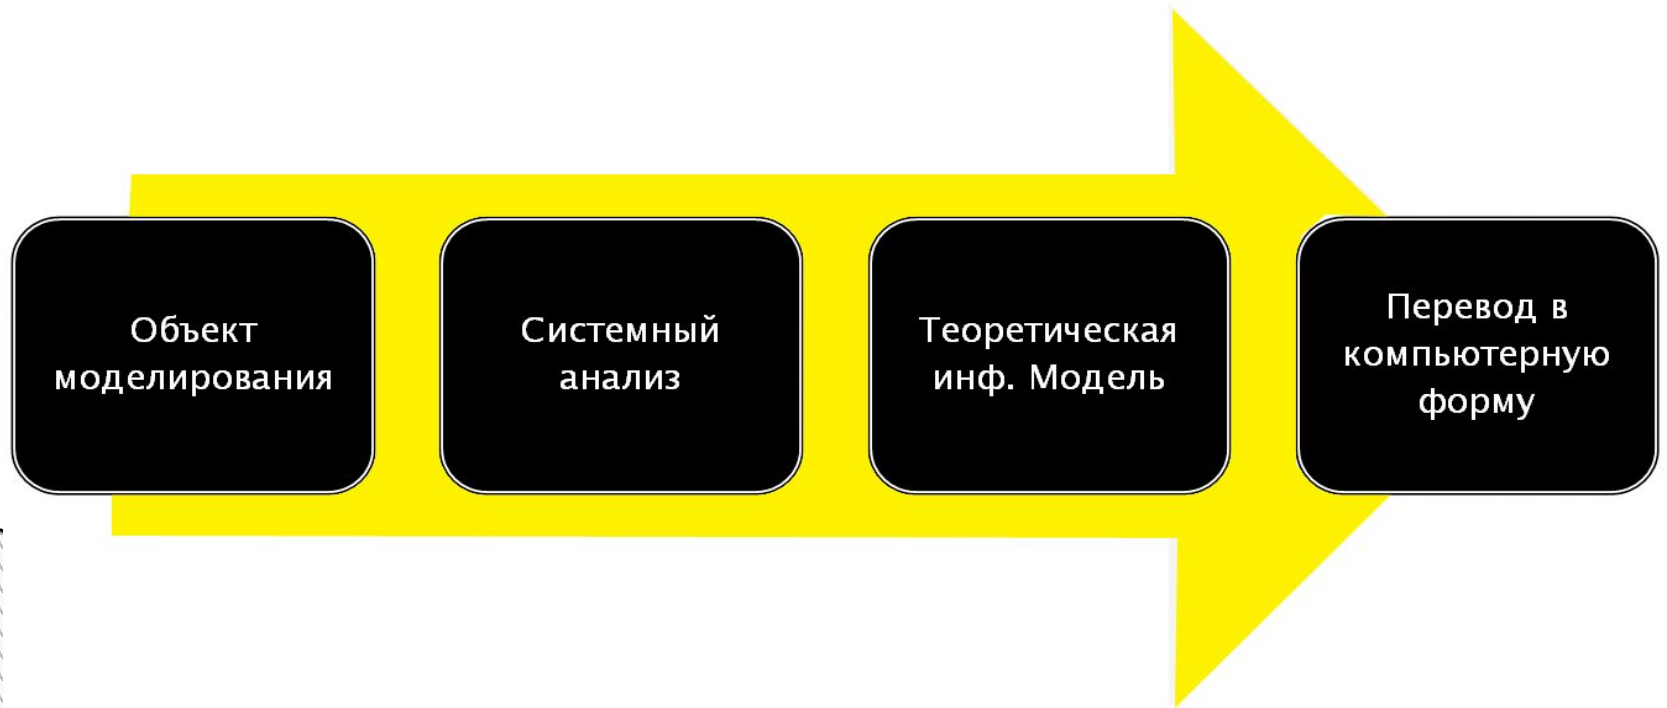 Объект
моделирования
Системный
анализ
Теоретическая
инф. Модель
Перевод в
компьютерную
форму